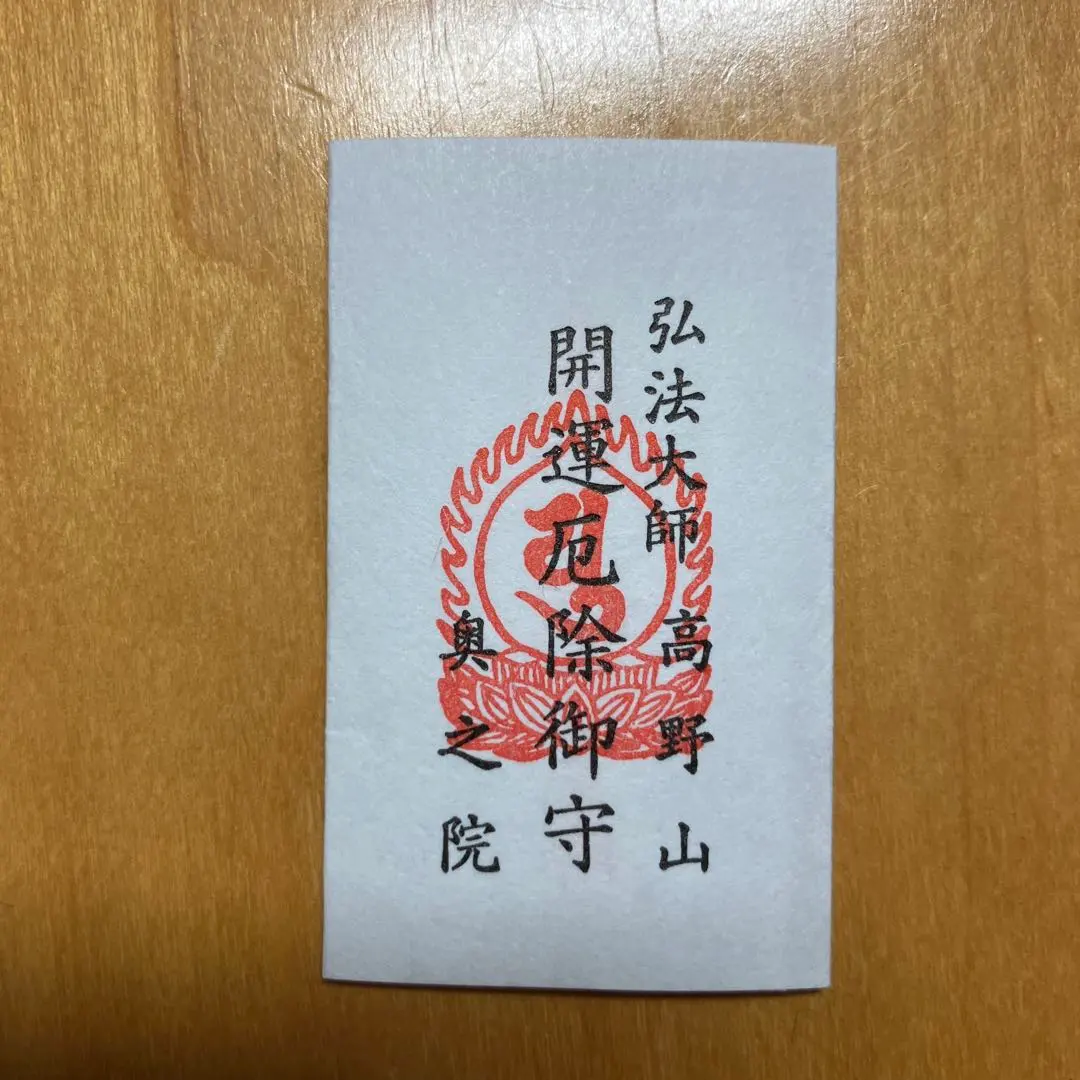 弘法大師 高野山
開運厄除御守
奥之院